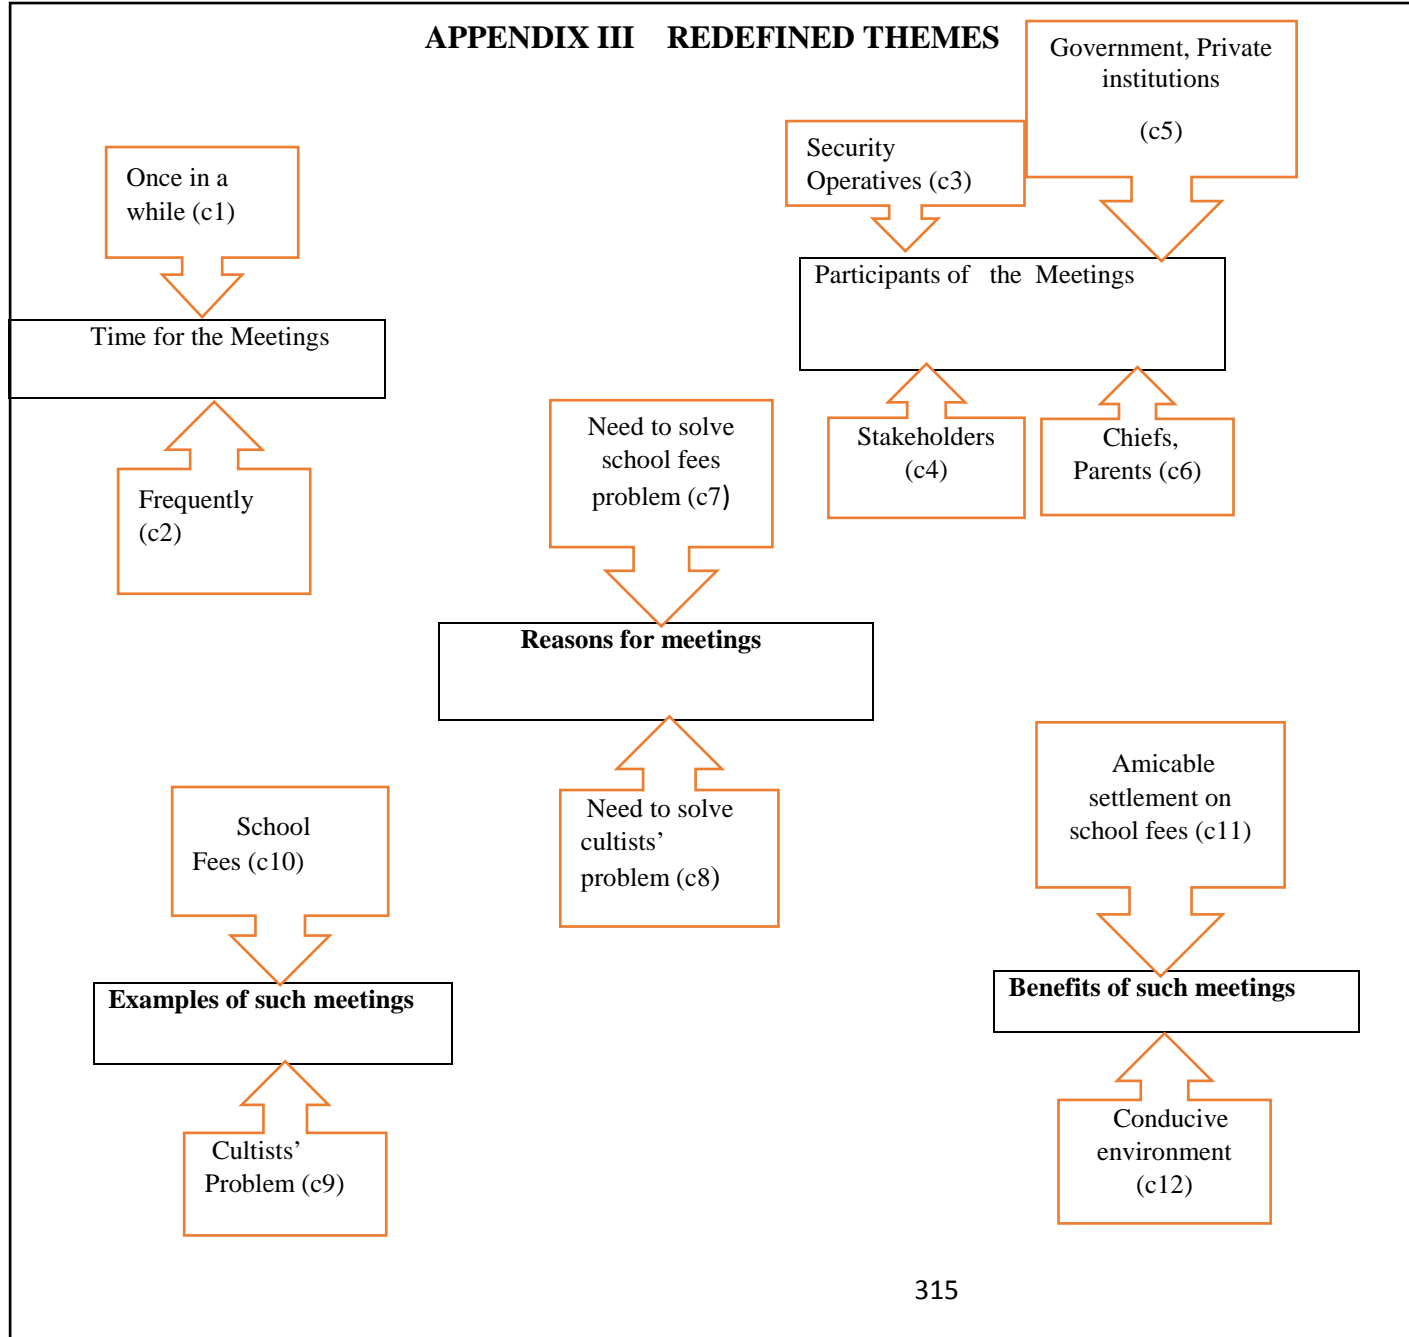 APPENDIX III REDEFINED THEMES
Government, Private
institutions
(c5)
Security
Operatives (c3)
Once in a
while (c1)
Participants of the Meetings
Time for the Meetings
Stakeholders
(c4)
Chiefs,
Parents (c6)
Need to solve
school fees
problem (c7)
Frequently
(c2)
Reasons for meetings
Need to solve
cultists’
problem (c8)
Amicable
settlement on
school fees (c11)
School
Fees (c10)
Examples of such meetings
Benefits of such meetings
Cultists’
Problem (c9)
Conducive
environment
(c12)
315